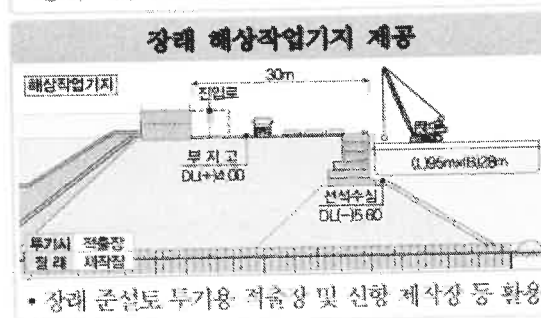 장래 해상작업기지 제공
해상작업기지
30m
진입로
부지고
DL(+)4.00
(L)95m×(B)28m
선석수심
DL(-)5.60
투기시 적출장
장래 제작장
• 장래 준설토 투기용 적출장 및 신항 제작장 등 활용